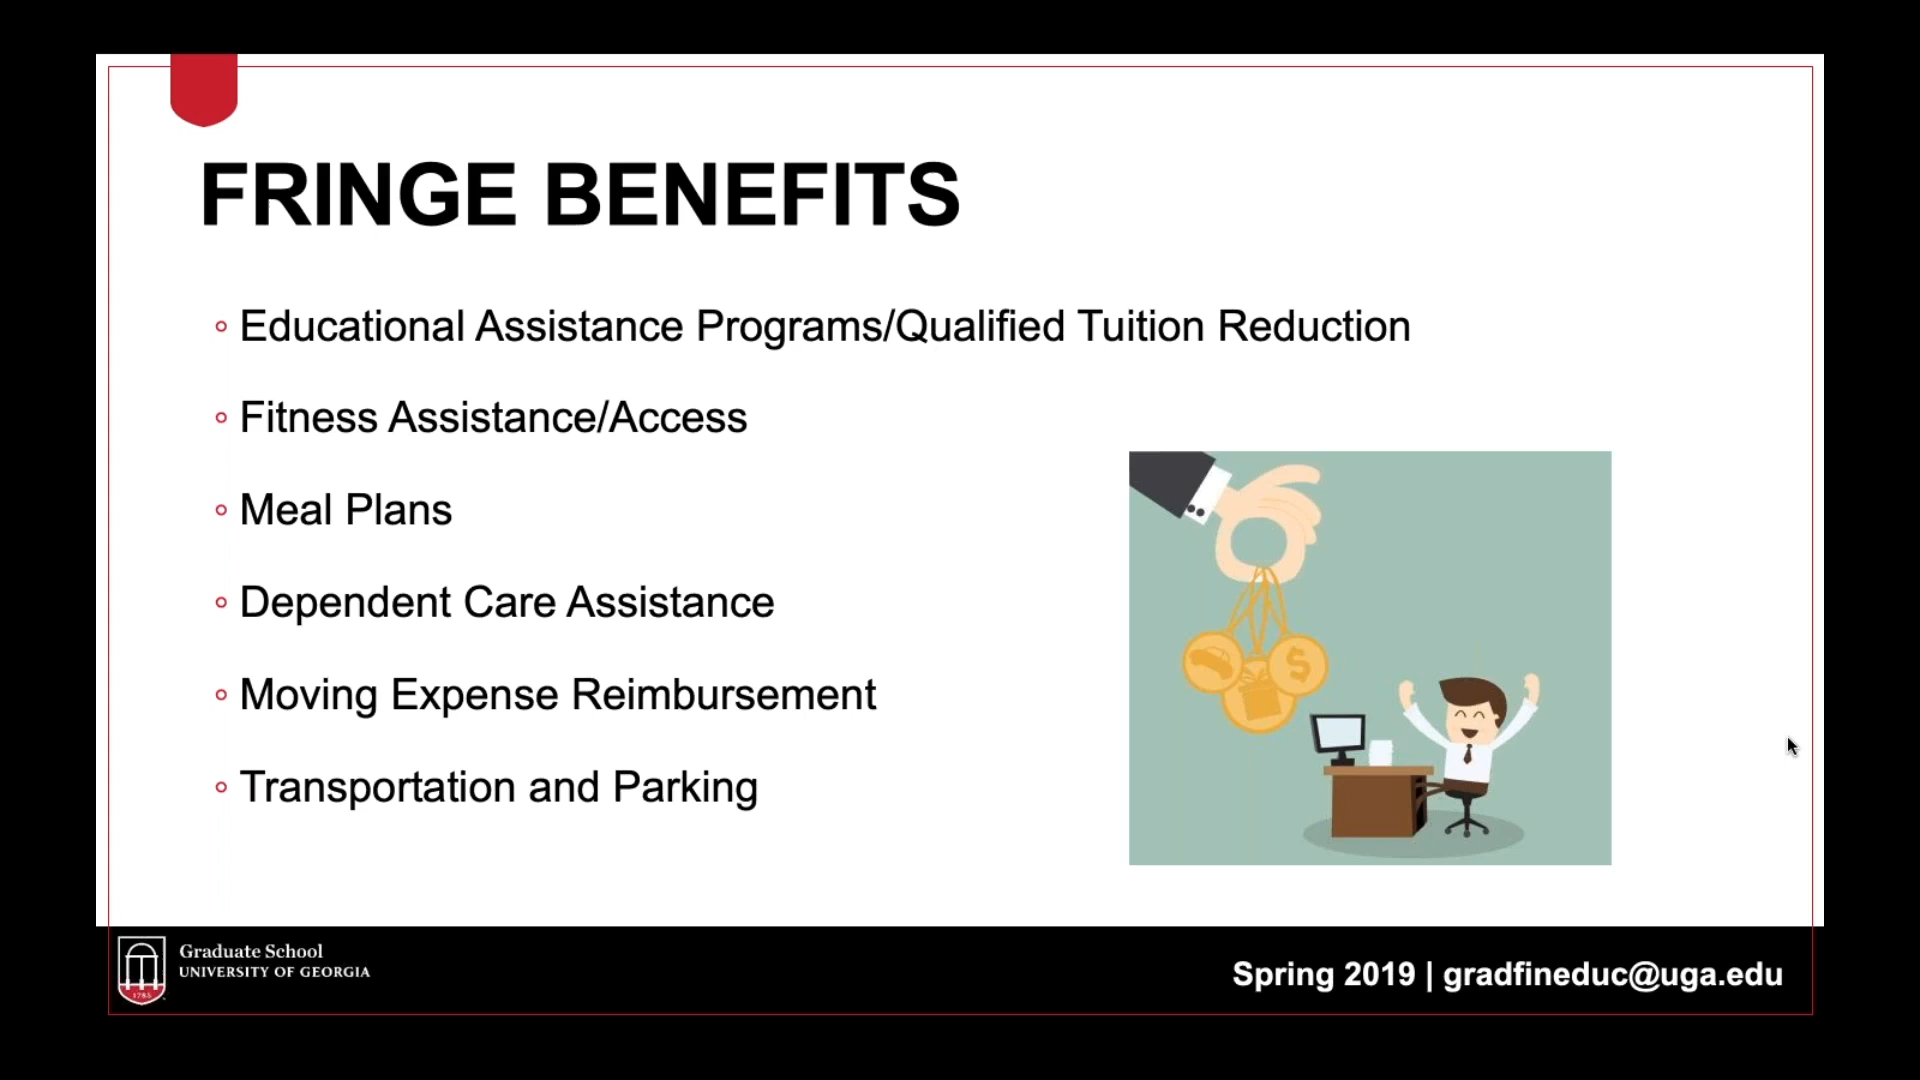 FRINGE BENEFITS
◦ Educational Assistance Programs/Qualified Tuition Reduction
◦ Fitness Assistance/Access
◦ Meal Plans
◦ Dependent Care Assistance
◦ Moving Expense Reimbursement
◦ Transportation and Parking
$
1785
Graduate School
UNIVERSITY OF GEORGIA
Spring 2019 | gradfineduc@uga.edu